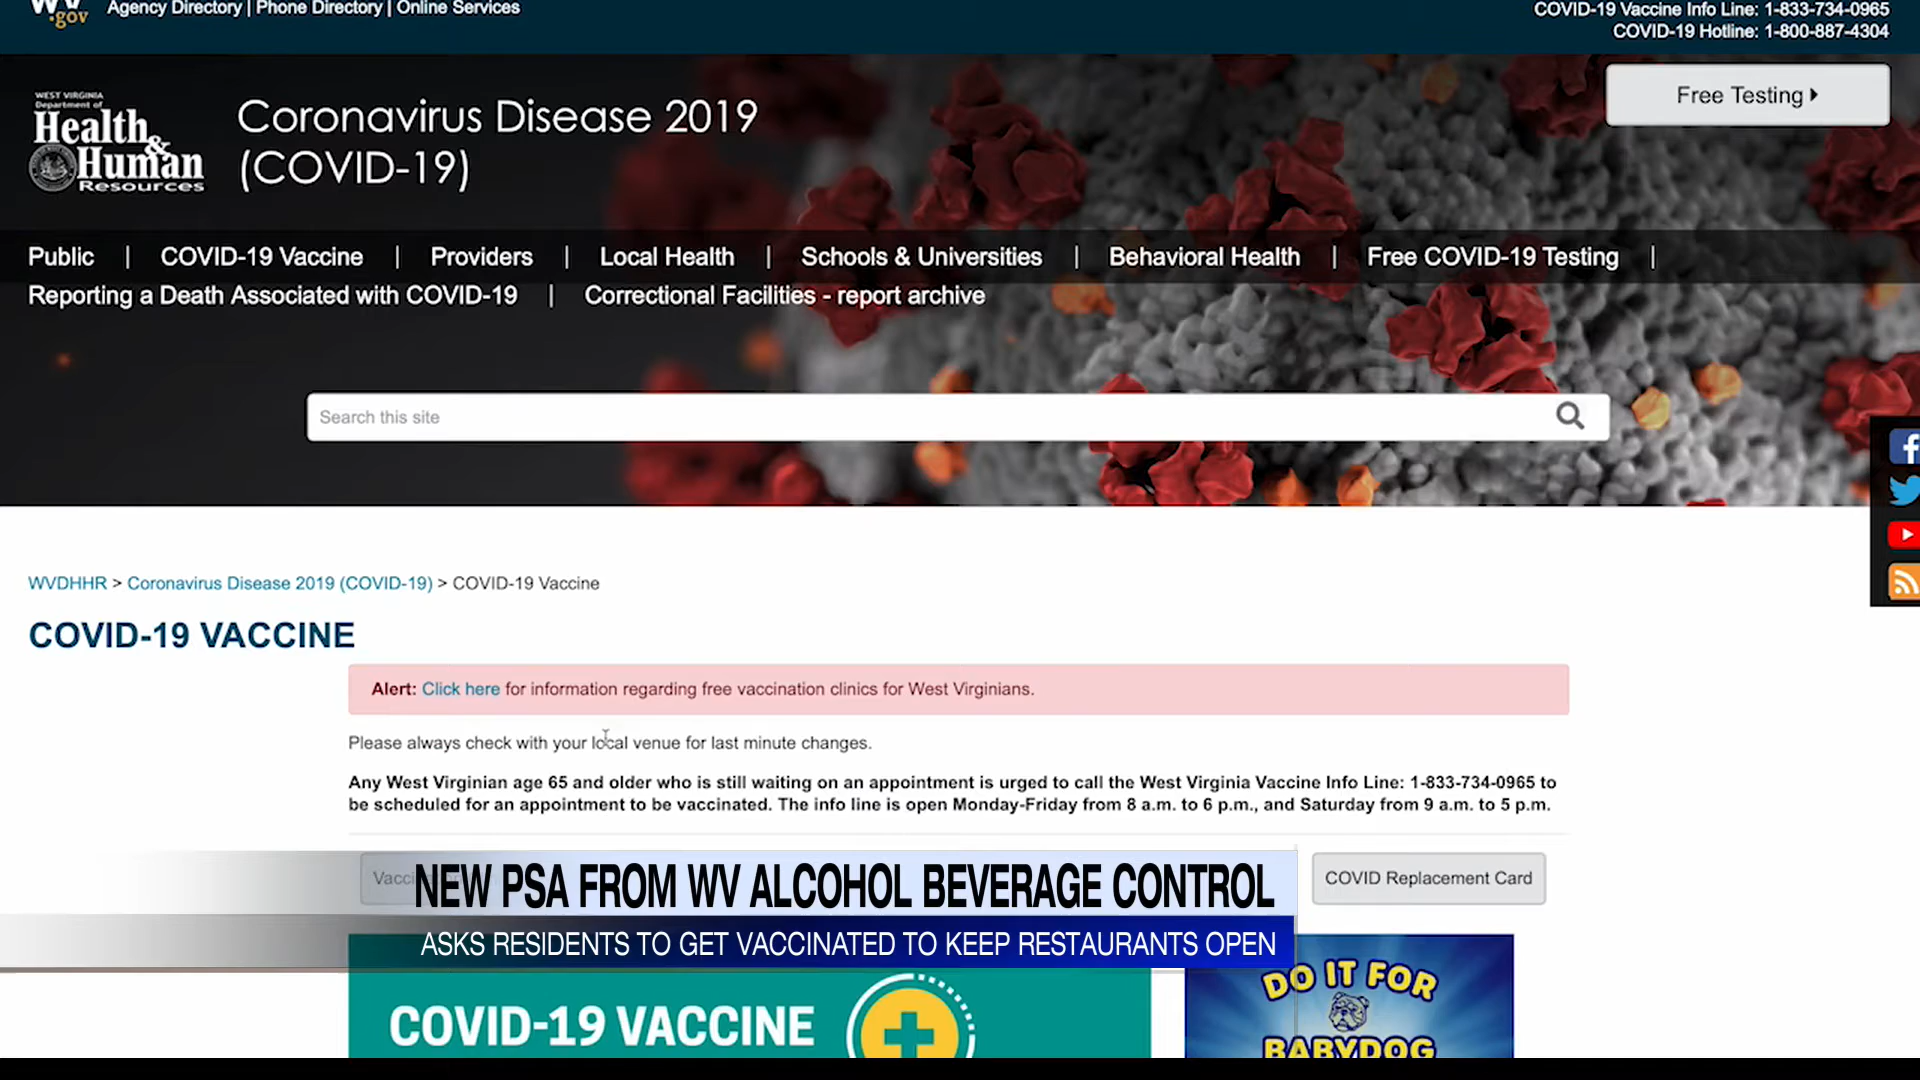 WV
.gov
Agency Directory | Phone Directory | Online Services
COVID-19 Vaccine Info Line: 1-833-734-0965
COVID-19 Hotline: 1-800-887-4304
WEST VIRGINIA
Department of
Health
&
Human
Resources
Coronavirus Disease 2019
(COVID-19)
Free Testing
Public | COVID-19 Vaccine | Providers | Local Health | Schools & Universities | Behavioral Health | Free COVID-19 Testing |
Reporting a Death Associated with COVID-19 | Correctional Facilities - report archive
Search this site
WVDHHR > Coronavirus Disease 2019 (COVID-19) > COVID-19 Vaccine
COVID-19 VACCINE
Alert: Click here for information regarding free vaccination clinics for West Virginians.
Please always check with your local venue for last minute changes.
Any West Virginian age 65 and older who is still waiting on an appointment is urged to call the West Virginia Vaccine Info Line: 1-833-734-0965 to
be scheduled for an appointment to be vaccinated. The info line is open Monday-Friday from 8 a.m. to 6 p.m., and Saturday from 9 a.m. to 5 p.m.
NEW PSA FROM WV ALCOHOL BEVERAGE CONTROL
COVID Replacement Card
ASKS RESIDENTS TO GET VACCINATED TO KEEP RESTAURANTS OPEN
COVID-19 VACCINE
DO IT FOR
BABYDOG